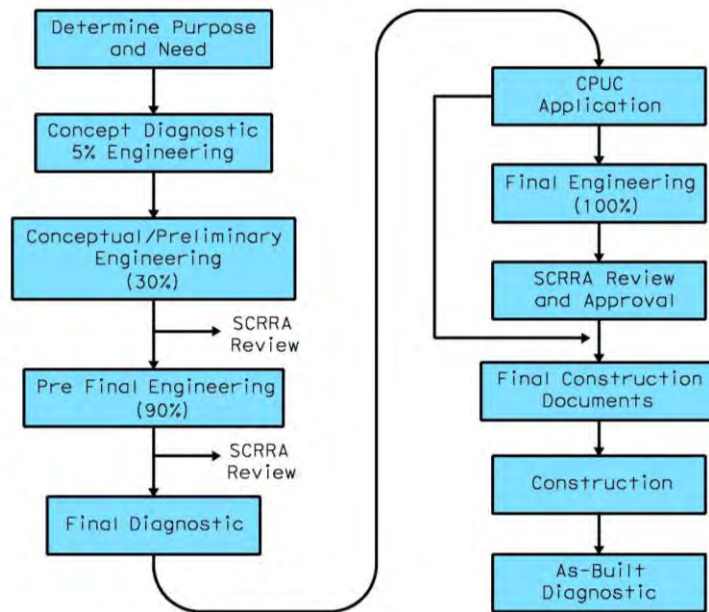 Determine Purpose
and Need
Concept Diagnostic
5% Engineering
Conceptual/Preliminary
Engineering
(30%)
SCRRA
Review
Pre Final Engineering
(90%)
SCRRA
Review
Final Diagnostic
CPUC
Application
Final Engineering
(100%)
SCRRA Review
and Approval
Final Construction
Documents
Construction
As-Built
Diagnostic